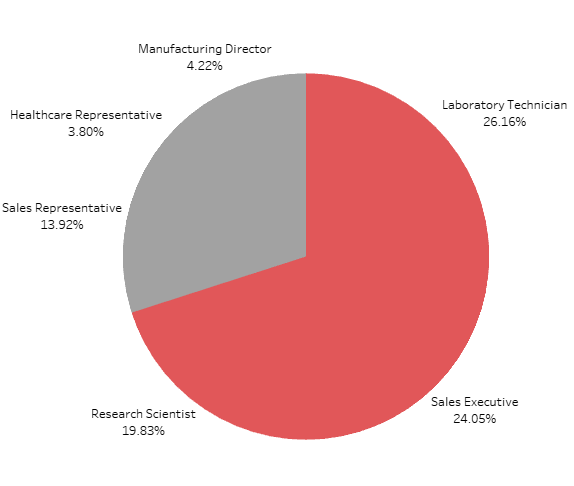 Manufacturing Director
4.22%
Laboratory Technician
26.16%
Healthcare Representative
3.80%
Sales Representative
13.92%
Sales Executive
24.05%
Research Scientist
19.83%